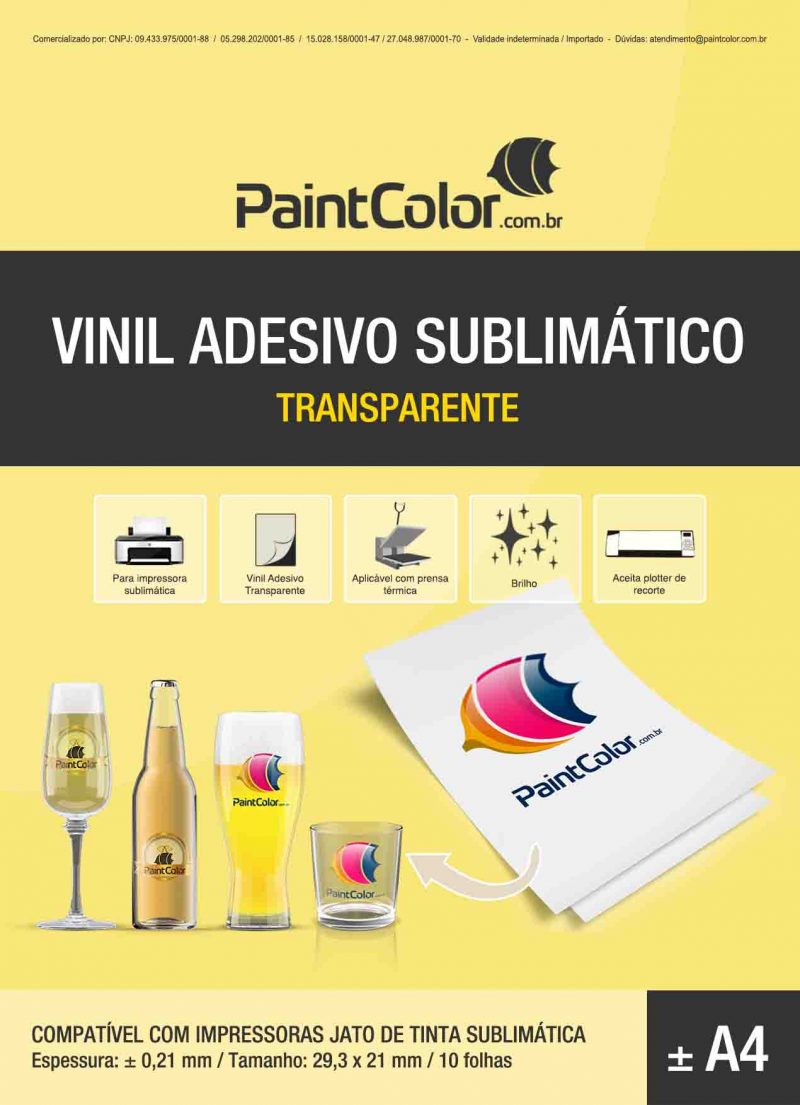 Comercializado por: CNPJ: 09.433.975/0001-88 / 05.298.202/0001-85 / 15.028.158/0001-47 / 27.048.987/0001-70 - Validade indeterminada / Importado - Dúvidas: atendimento@paintcolor.com.br
PaintColor.com.br
VINIL ADESIVO SUBLIMÁTICO
TRANSPARENTE
Para impressora
sublimática
Vinil Adesivo
Transparente
Aplicável com prensa
térmica
Brilho
Aceita plotter de
recorte
PaintColor.com.br
PaintColor
PaintColor
PaintColor
PaintColor
COMPATÍVEL COM IMPRESSORAS JATO DE TINTA SUBLIMÁTICA
Espessura: ± 0,21 mm / Tamanho: 29,3 x 21 mm / 10 folhas
± A4